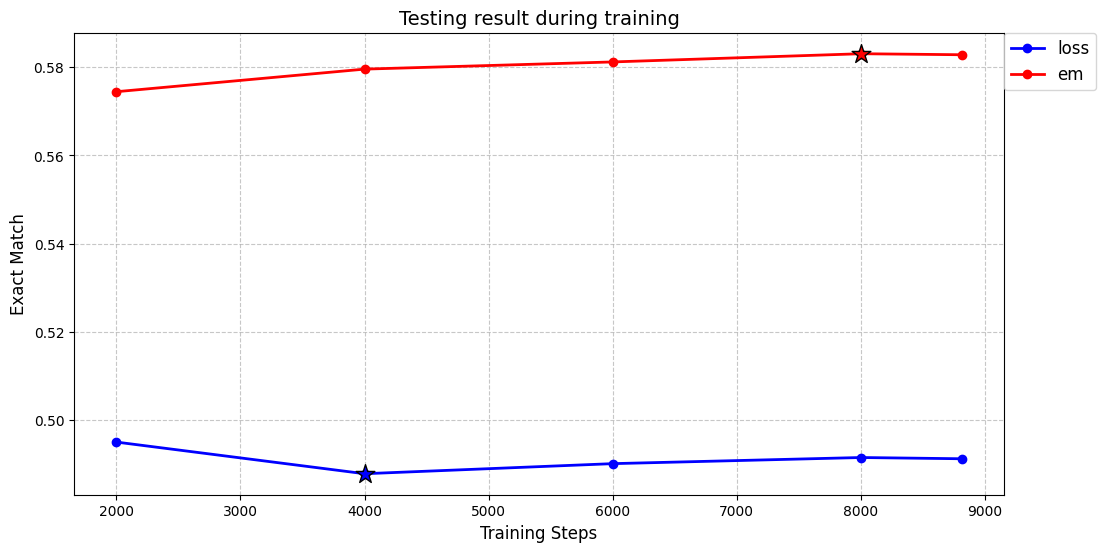 Testing result during training
loss
em
Exact Match
0.58
0.56
0.54
0.52
0.50
2000 3000 4000 5000 6000 7000 8000 9000
Training Steps